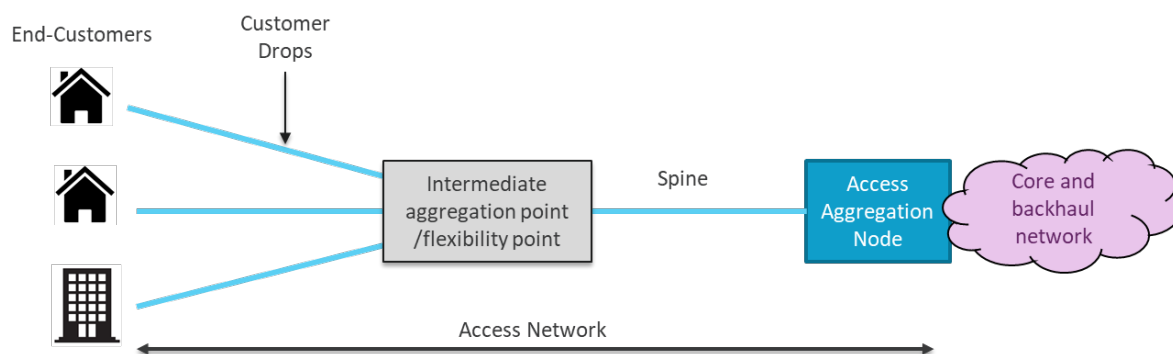 End-Customers
Customer
Drops
Intermediate
aggregation point
/flexibility point
Spine
Access
Aggregation
Node
Core and
backhaul
network
Access Network